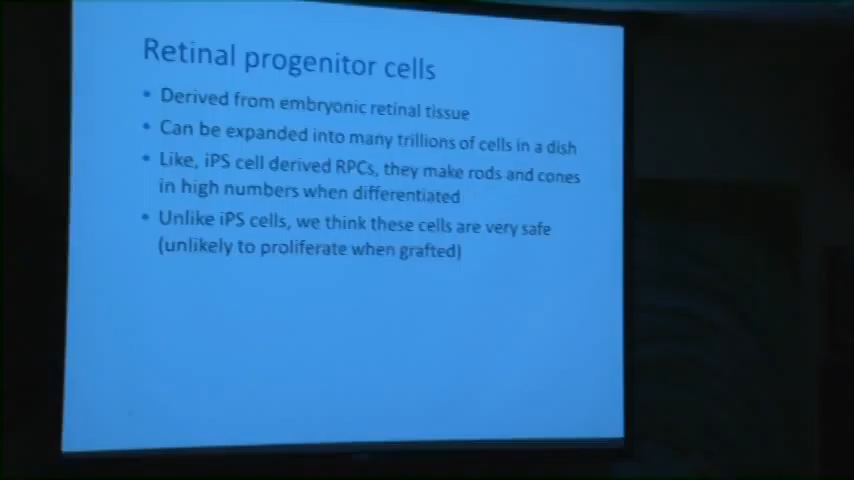 Retinal progenitor cells
• Derived from embryonic retinal tissue
• Can be expanded into many trillions of cells in a dish
• Like, iPS cell derived RPCs, they make rods and cones
in high numbers when differentiated
• Unlike iPS cells, we think these cells are very safe
(unlikely to proliferate when grafted)